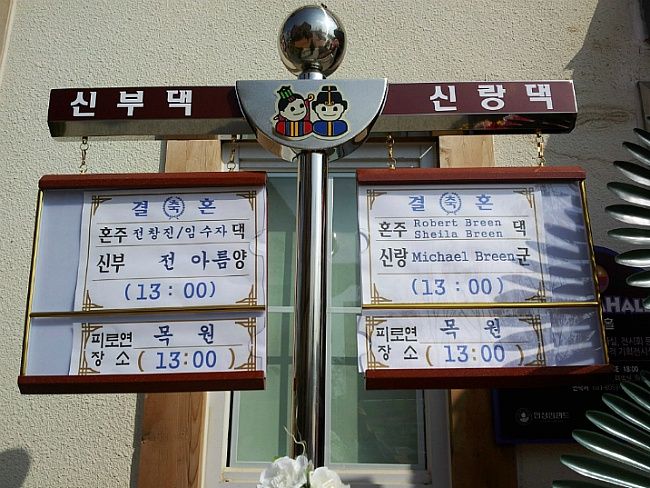 신부댁
신랑댁
결 축 혼
혼주 전창진/임수자 댁
신부 전 아름양
(13:00)
피로연 목 원
장 소 (13:00)
결 축 혼
혼주 Robert Breen 댁
Sheila Breen
신랑 Michael Breen군
(13:00)
피로연 목 원
장 소 (13:00)